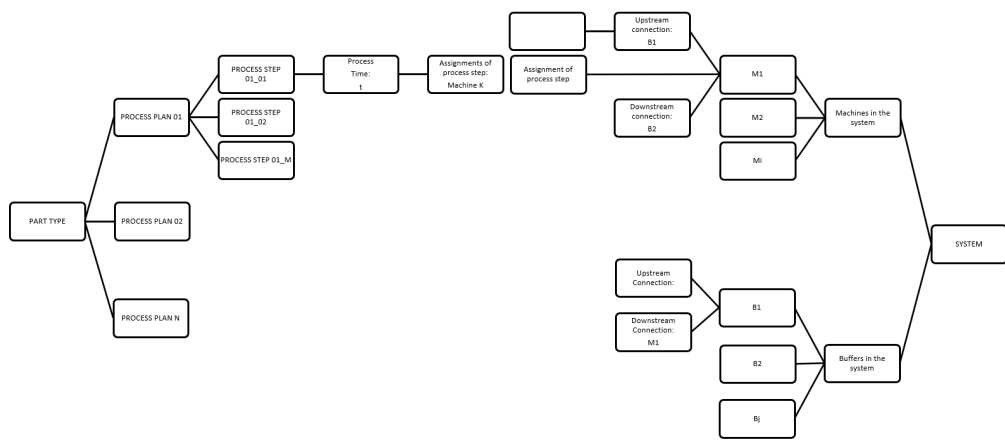 Upstream
connection:
B1
PROCESS STEP
01_01
Process
Time:
t
Assignments of
process step:
Machine K
Assignment of
process step
M1
PROCESS PLAN 01
PROCESS STEP
01_02
Downstream
connection:
B2
M2
Machines in the
system
PROCESS STEP 01_M
Mi
PART TYPE
PROCESS PLAN 02
SYSTEM
Upstream
Connection:
B1
PROCESS PLAN N
Downstream
Connection:
M1
B2
Buffers in the
system
Bj